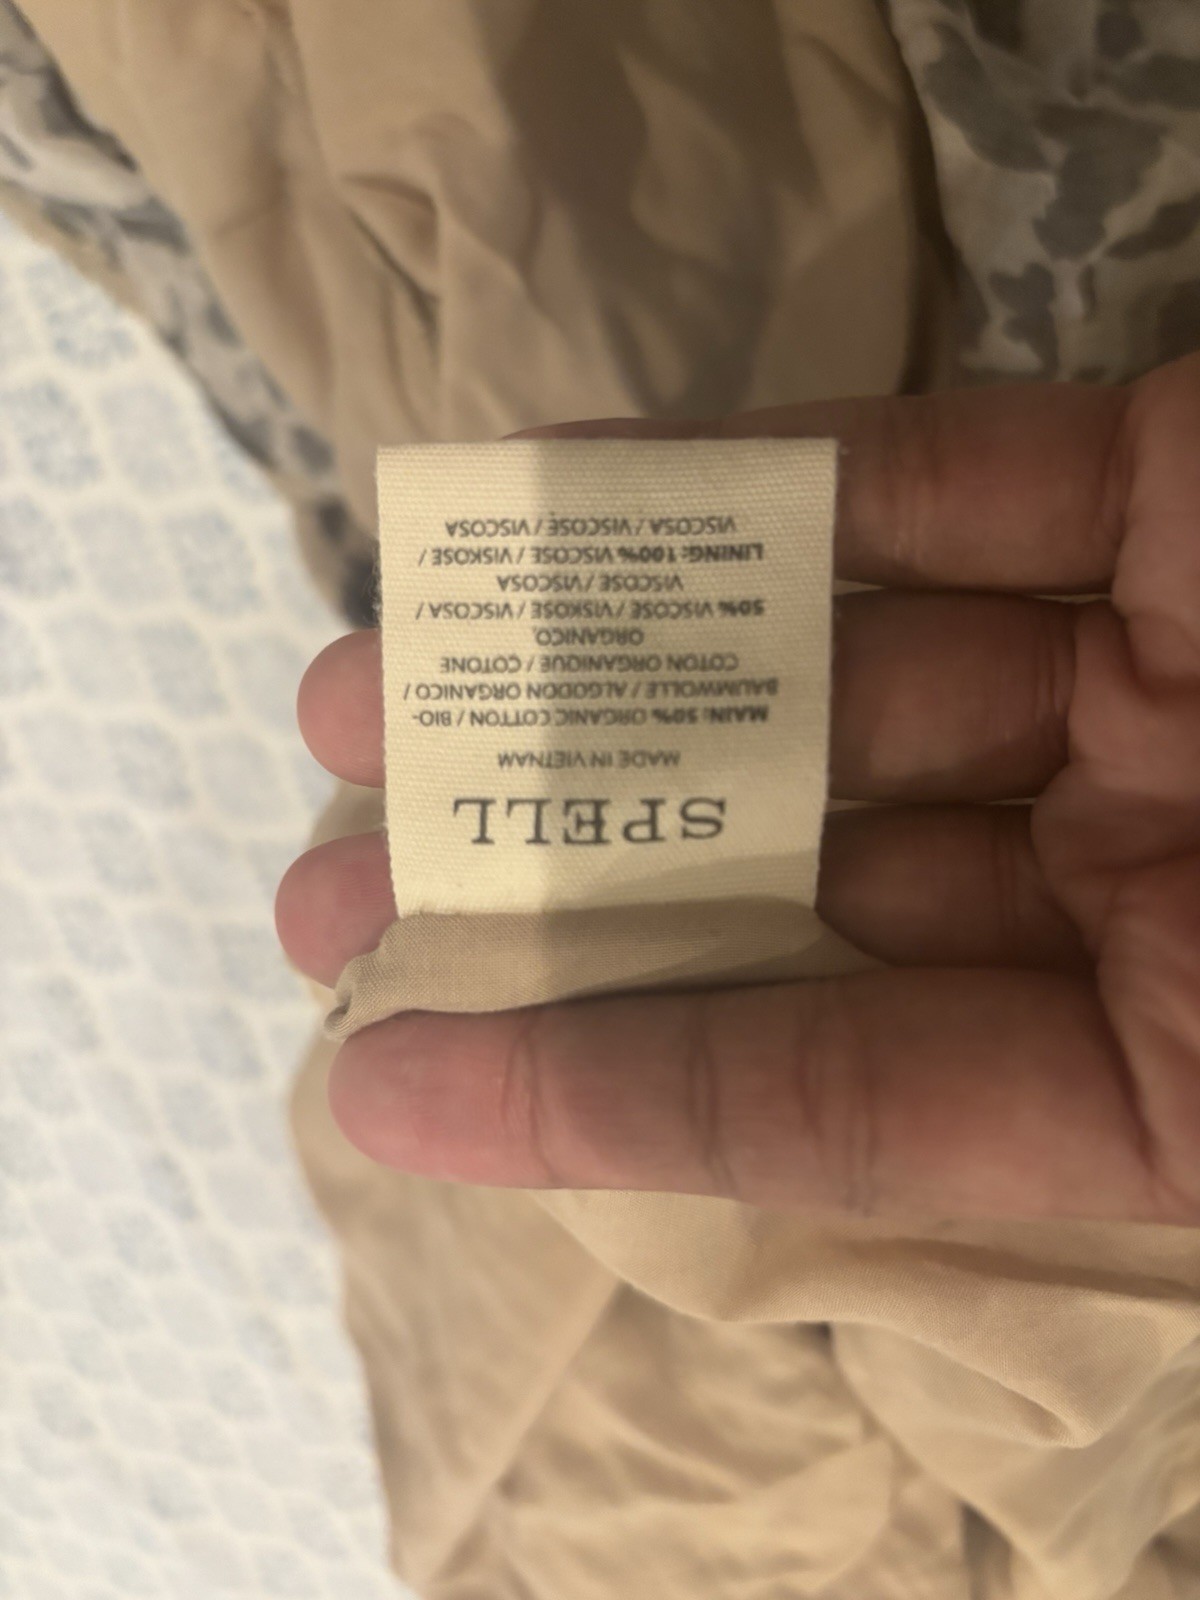 SPELL
MADE IN VIETNAM
MAIN: 50% ORGANIC COTTON / BIO-
BAUMWOLLE / ALGODON ORGANICO /
COTON ORGANIQUE / COTONE
ORGANICO,
50% VISCOSE / VISKOSE / VISCOSA /
VISCOSE / VISCOSA
LINING: 100% VISCOSE / VISKOSE /
VISCOSA / VISCOSE / VISCOSA